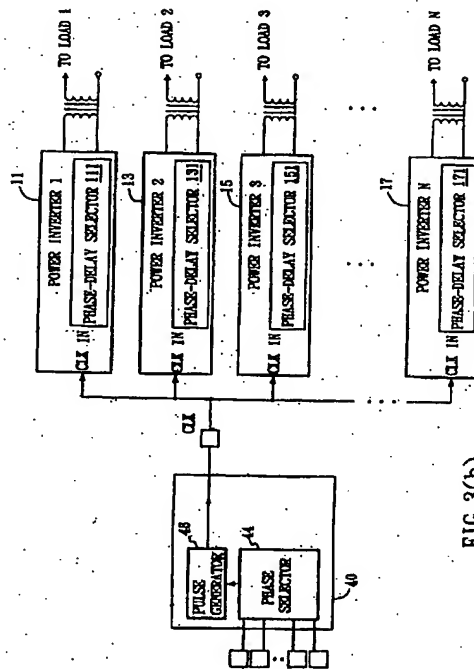 11
POWER INVERTER 1
CLK IN
PHASE-DELAY SELECTOR 111
TO LOAD 1
13
POWER INVERTER 2
CLK IN
PHASE-DELAY SELECTOR 131
TO LOAD 2
15
POWER INVERTER 3
CLK IN
PHASE-DELAY SELECTOR 151
TO LOAD 3
17
POWER INVERTER N
CLK IN
PHASE-DELAY SELECTOR 171
TO LOAD N
CLK
48
PULSE
GENERATOR
44
PHASE
SELECTOR
40
FIG 3(b)